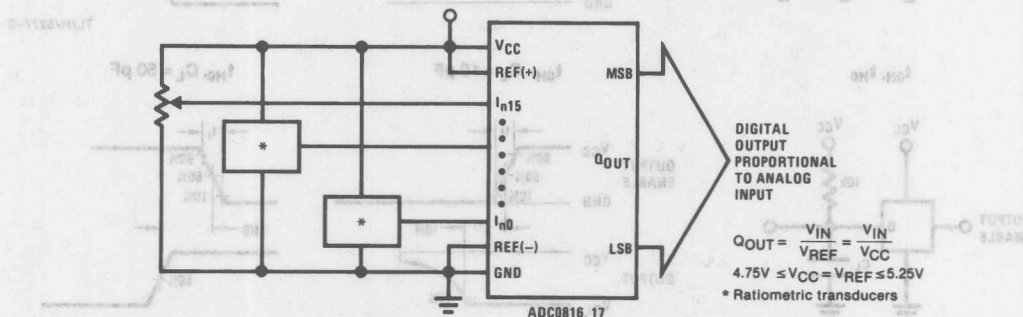 VCC
REF(+)
In15
In0
REF(−)
GND
MSB
QOUT
LSB
ADC0816, 17
*
*
DIGITAL
OUTPUT
PROPORTIONAL
TO ANALOG
INPUT
QOUT = VIN/VREF = VIN/VCC
4.75V ≤ VCC = VREF ≤ 5.25V
* Ratiometric transducers